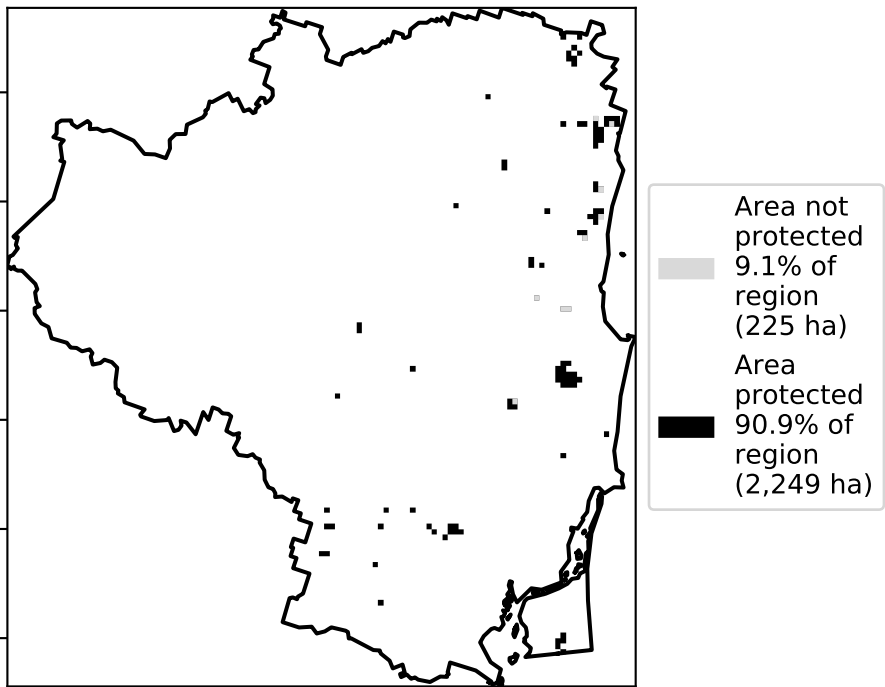 Area not
protected
9.1% of
region
(225 ha)
Area
protected
90.9% of
region
(2,249 ha)